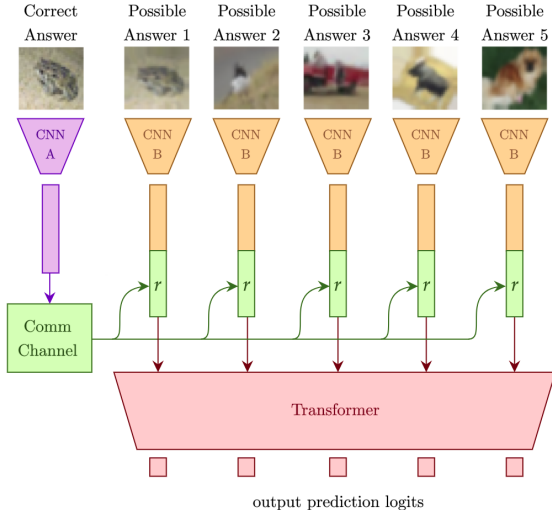 Correct Possible Possible Possible Possible Possible
Answer Answer 1 Answer 2 Answer 3 Answer 4 Answer 5
CNN CNN CNN CNN CNN CNN
A B B B B B
r r r r r
Comm
Channel
Transformer
output prediction logits